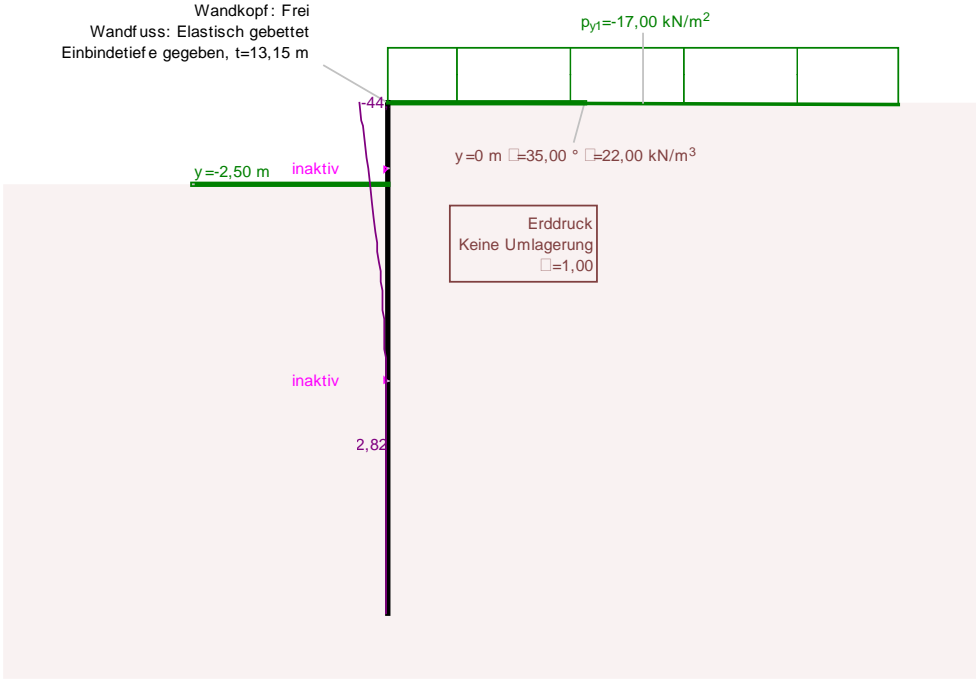 Wandkopf: Frei
Wandfuss: Elastisch gebettet
Einbindetiefe gegeben, t=13,15 m
py1=-17,00 kN/m²
-44
y=0 m □=35,00 ° □=22,00 kN/m³
inaktiv
y=-2,50 m
Erddruck
Keine Umlagerung
□=1,00
inaktiv
2,82